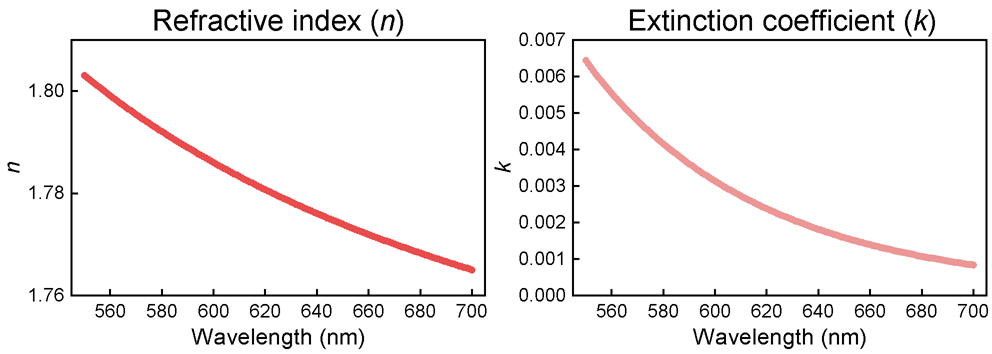 Refractive index (n)
1.80
1.78
1.76
n
560 580 600 620 640 660 680 700
Wavelength (nm)
Extinction coefficient (k)
0.007
0.006
0.005
0.004
0.003
0.002
0.001
0.000
k
560 580 600 620 640 660 680 700
Wavelength (nm)